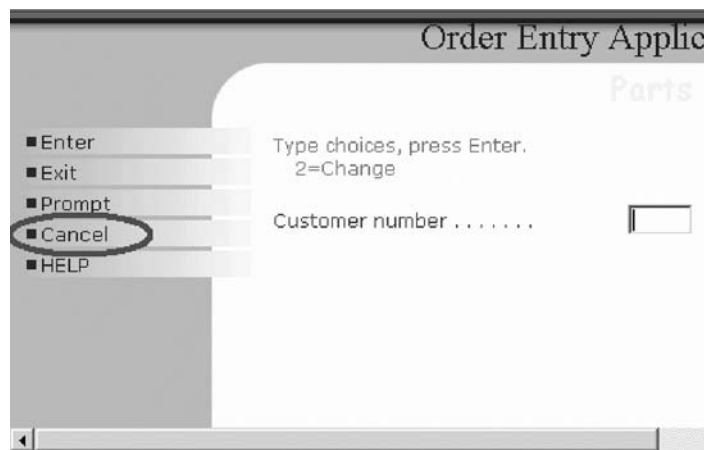 Order Entry Applic
Parts
Enter
Exit
Prompt
Cancel
HELP
Type choices, press Enter.
2=Change
Customer number . . . . . . .